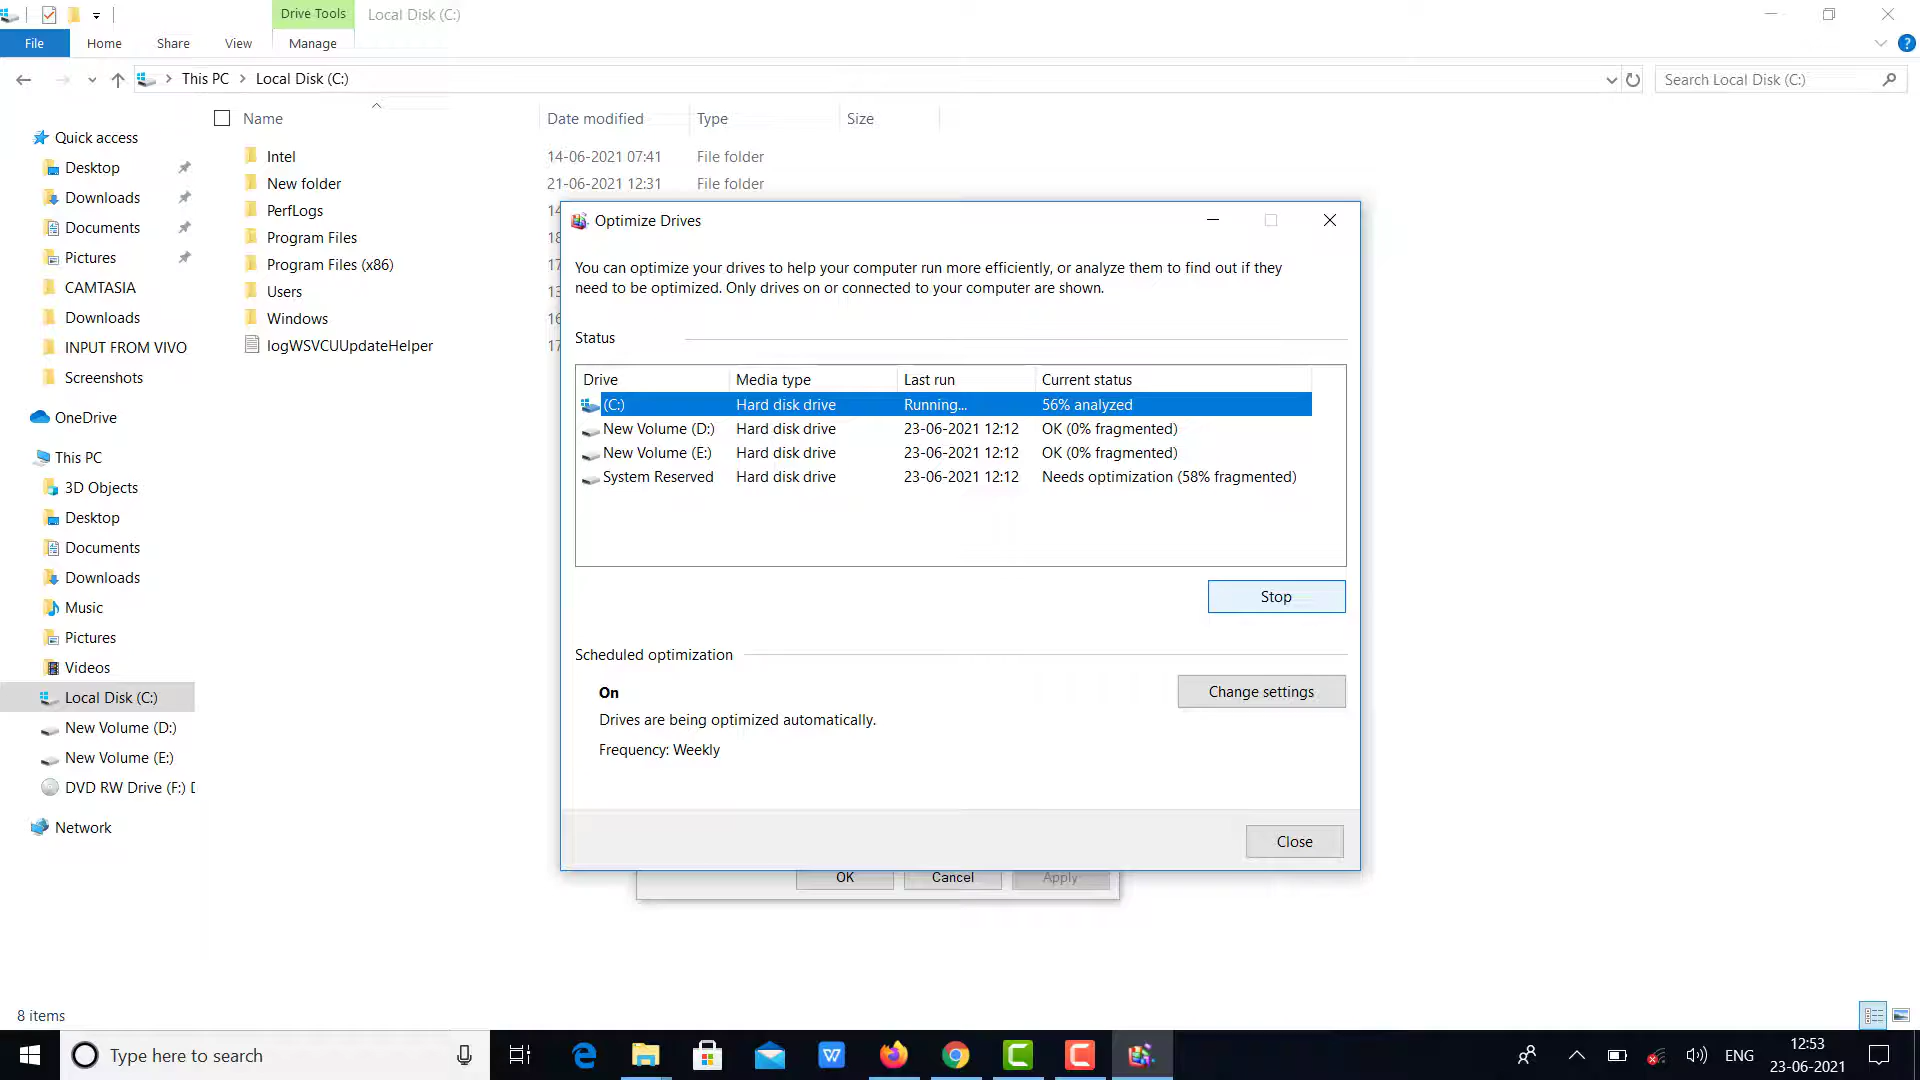 Drive Tools
Local Disk (C:)
File
Home
Share
View
Manage
This PC
Local Disk (C:)
Search Local Disk (C:)
Name
Date modified
Type
Size
Quick access
Desktop
Downloads
Documents
Pictures
CAMTASIA
Downloads
INPUT FROM VIVO
Screenshots
OneDrive
This PC
3D Objects
Desktop
Documents
Downloads
Music
Pictures
Videos
Local Disk (C:)
New Volume (D:)
New Volume (E:)
DVD RW Drive (F:)
Network
Intel 14-06-2021 07:41 File folder
New folder 21-06-2021 12:31 File folder
PerfLogs 14
Program Files 18
Program Files (x86) 17
Users 13
Windows 16
logWSVCUUpdateHelper 17
Optimize Drives
You can optimize your drives to help your computer run more efficiently, or analyze them to find out if they
need to be optimized. Only drives on or connected to your computer are shown.
Status
Drive Media type Last run Current status
(C:) Hard disk drive Running... 56% analyzed
New Volume (D:) Hard disk drive 23-06-2021 12:12 OK (0% fragmented)
New Volume (E:) Hard disk drive 23-06-2021 12:12 OK (0% fragmented)
System Reserved Hard disk drive 23-06-2021 12:12 Needs optimization (58% fragmented)
Stop
Scheduled optimization
On
Change settings
Drives are being optimized automatically.
Frequency: Weekly
Close
OK
Cancel
Apply
8 items
Type here to search
ENG
12:53
23-06-2021